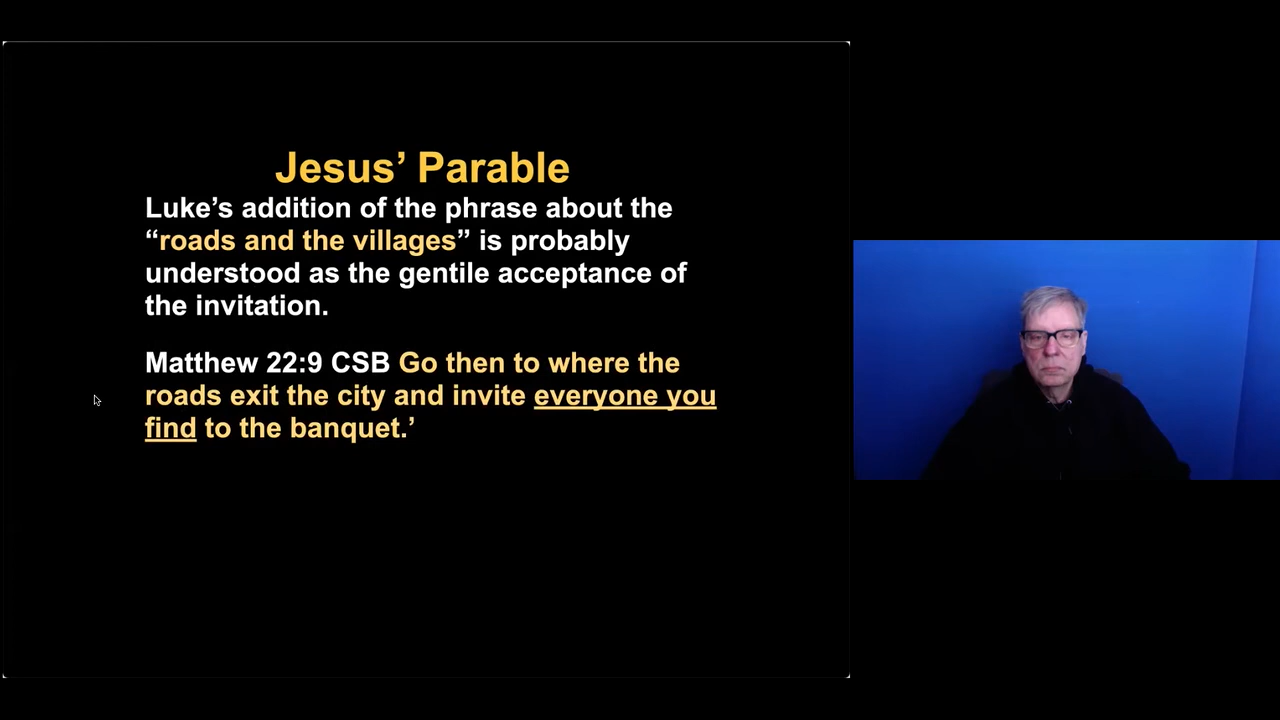 Jesus’ Parable
Luke’s addition of the phrase about the
“roads and the villages” is probably
understood as the gentile acceptance of
the invitation.
Matthew 22:9 CSB Go then to where the
roads exit the city and invite everyone you
find to the banquet.’